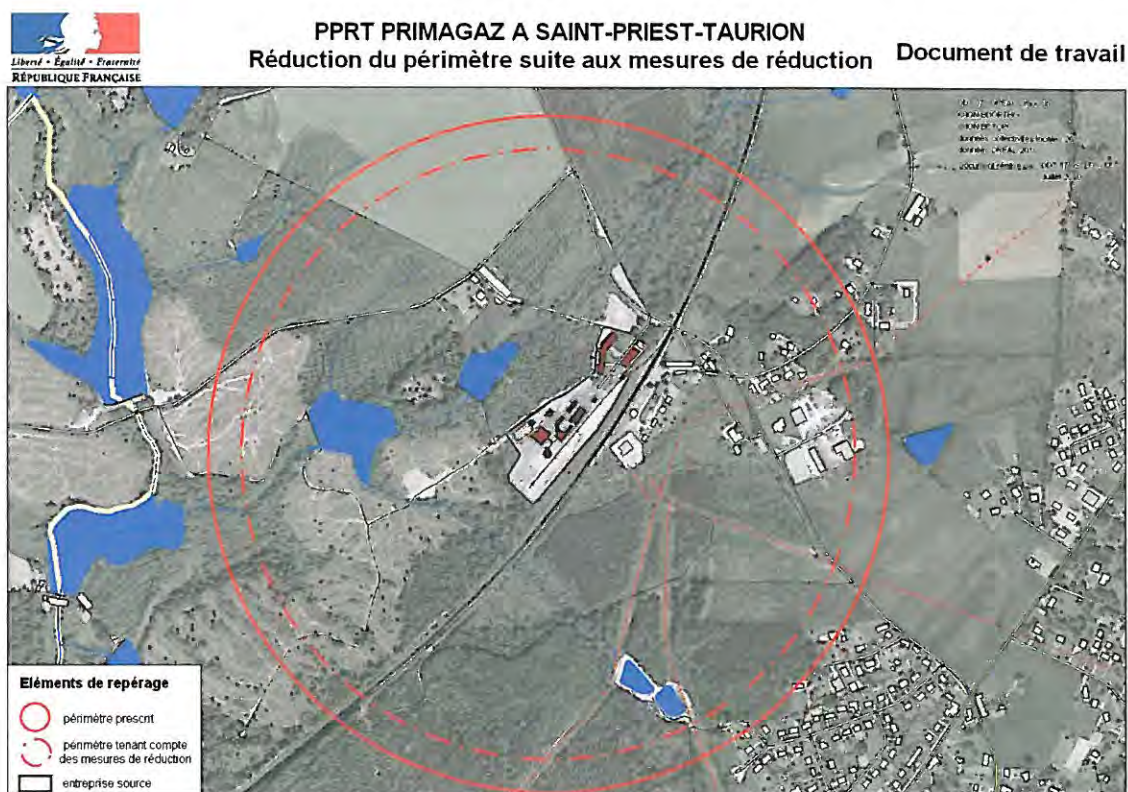 PPRT PRIMAGAZ A SAINT-PRIEST-TAURION
Réduction du périmètre suite aux mesures de réduction
Document de travail
Liberté • Égalité • Fraternité
RÉPUBLIQUE FRANÇAISE
Eléments de repérage
périmètre prescrit
périmètre tenant compte
des mesures de réduction
entreprise source